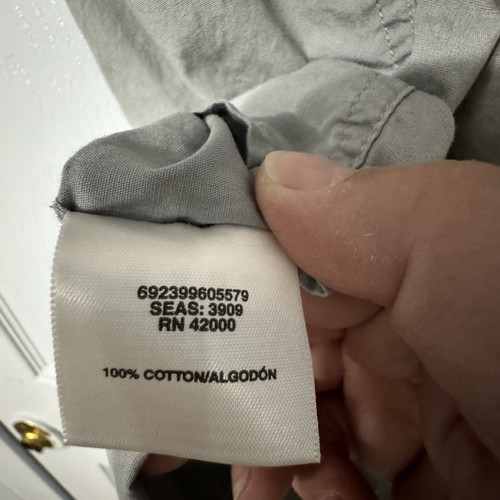 692399605579
SEAS: 3909
RN 42000
100% COTTON/ALGODÓN